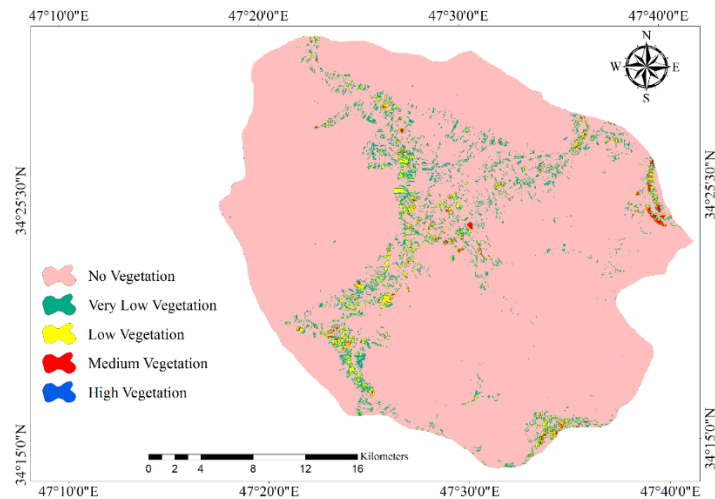 47°10'0"E 47°20'0"E 47°30'0"E 47°40'0"E
N
W E
S
34°25'30"N 34°25'30"N
No Vegetation
Very Low Vegetation
Low Vegetation
Medium Vegetation
High Vegetation
34°15'0"N 34°15'0"N
Kilometers
0 2 4 8 12 16
47°10'0"E 47°20'0"E 47°30'0"E 47°40'0"E